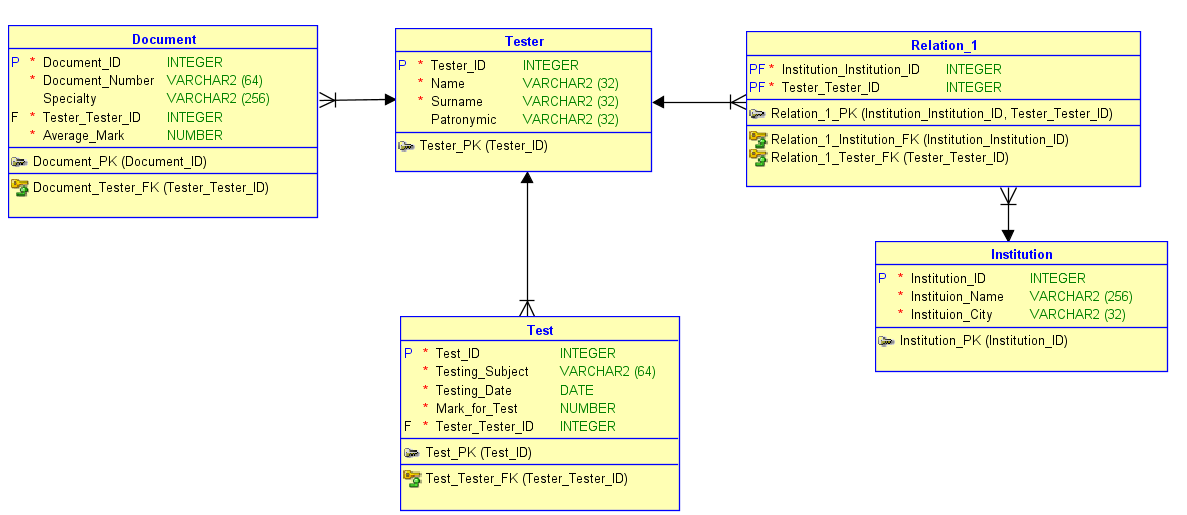 Document
P * Document_ID INTEGER
* Document_Number VARCHAR2 (64)
Specialty VARCHAR2 (256)
F * Tester_Tester_ID INTEGER
* Average_Mark NUMBER
Document_PK (Document_ID)
Document_Tester_FK (Tester_Tester_ID)
Tester
P * Tester_ID INTEGER
* Name VARCHAR2 (32)
* Surname VARCHAR2 (32)
Patronymic VARCHAR2 (32)
Tester_PK (Tester_ID)
Relation_1
PF * Institution_Institution_ID INTEGER
PF * Tester_Tester_ID INTEGER
Relation_1_PK (Institution_Institution_ID, Tester_Tester_ID)
Relation_1_Institution_FK (Institution_Institution_ID)
Relation_1_Tester_FK (Tester_Tester_ID)
Institution
P * Institution_ID INTEGER
* Instituion_Name VARCHAR2 (256)
* Instituion_City VARCHAR2 (32)
Institution_PK (Institution_ID)
Test
P * Test_ID INTEGER
* Testing_Subject VARCHAR2 (64)
* Testing_Date DATE
* Mark_for_Test NUMBER
F * Tester_Tester_ID INTEGER
Test_PK (Test_ID)
Test_Tester_FK (Tester_Tester_ID)